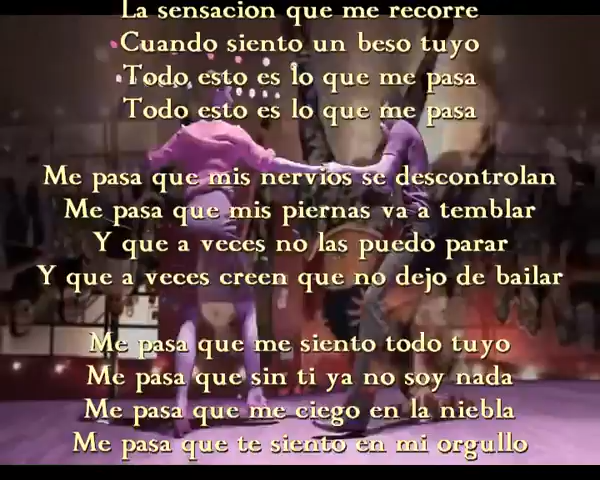 La sensacion que me recorre
Cuando siento un beso tuyo
Todo esto es lo que me pasa
Todo esto es lo que me pasa
Me pasa que mis nervios se descontrolan
Me pasa que mis piernas va a temblar
Y que a veces no las puedo parar
Y que a veces creen que no dejo de bailar
Me pasa que me siento todo tuyo
Me pasa que sin ti ya no soy nada
Me pasa que me ciego en la niebla
Me pasa que te siento en mi orgullo